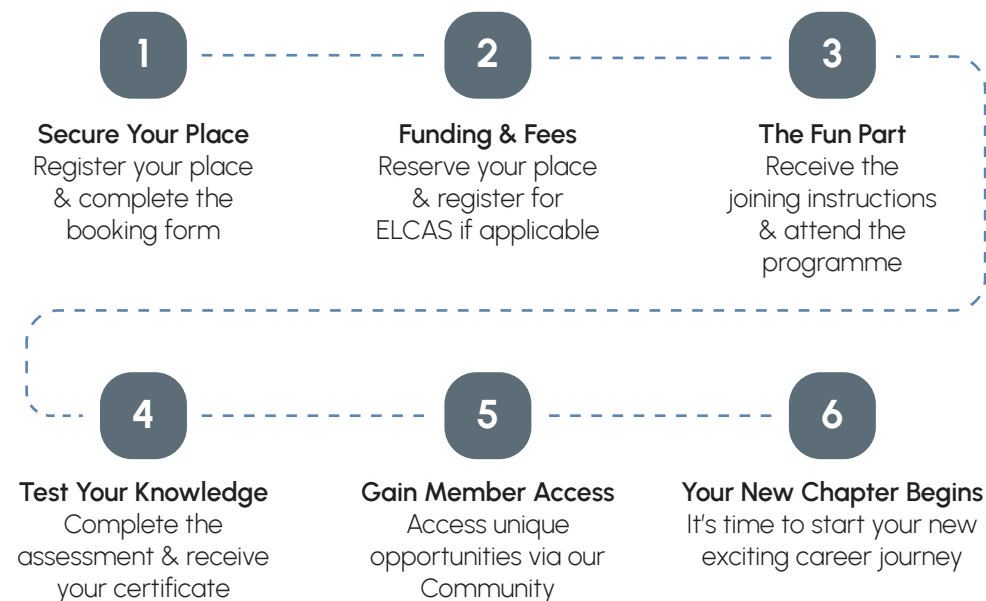 1
Secure Your Place
Register your place
& complete the
booking form
2
Funding & Fees
Reserve your place
& register for
ELCAS if applicable
3
The Fun Part
Receive the
joining instructions
& attend the
programme
4
Test Your Knowledge
Complete the
assessment & receive
your certificate
5
Gain Member Access
Access unique
opportunities via our
Community
6
Your New Chapter Begins
It's time to start your new
exciting career journey